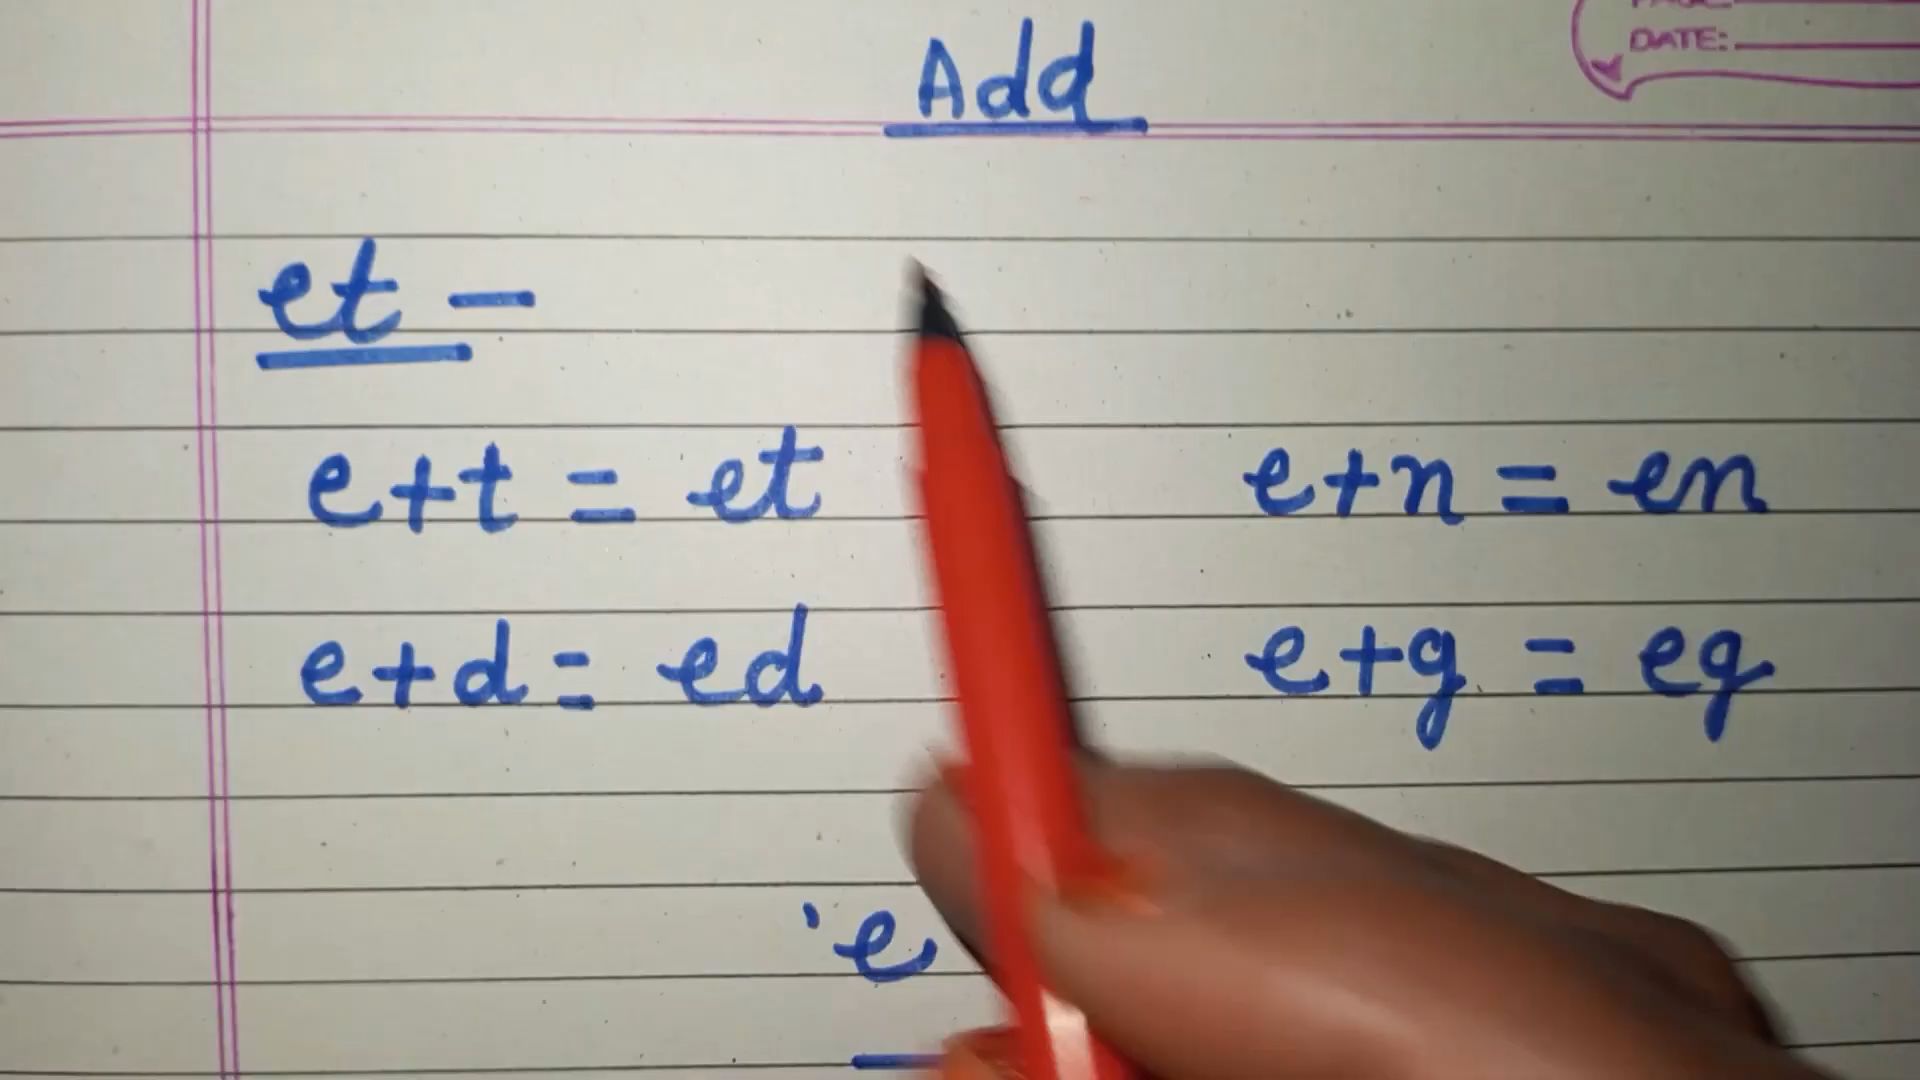 DATE:
Add
et –
e+t = et e+n = en
e+d = ed e+g = eg
'e